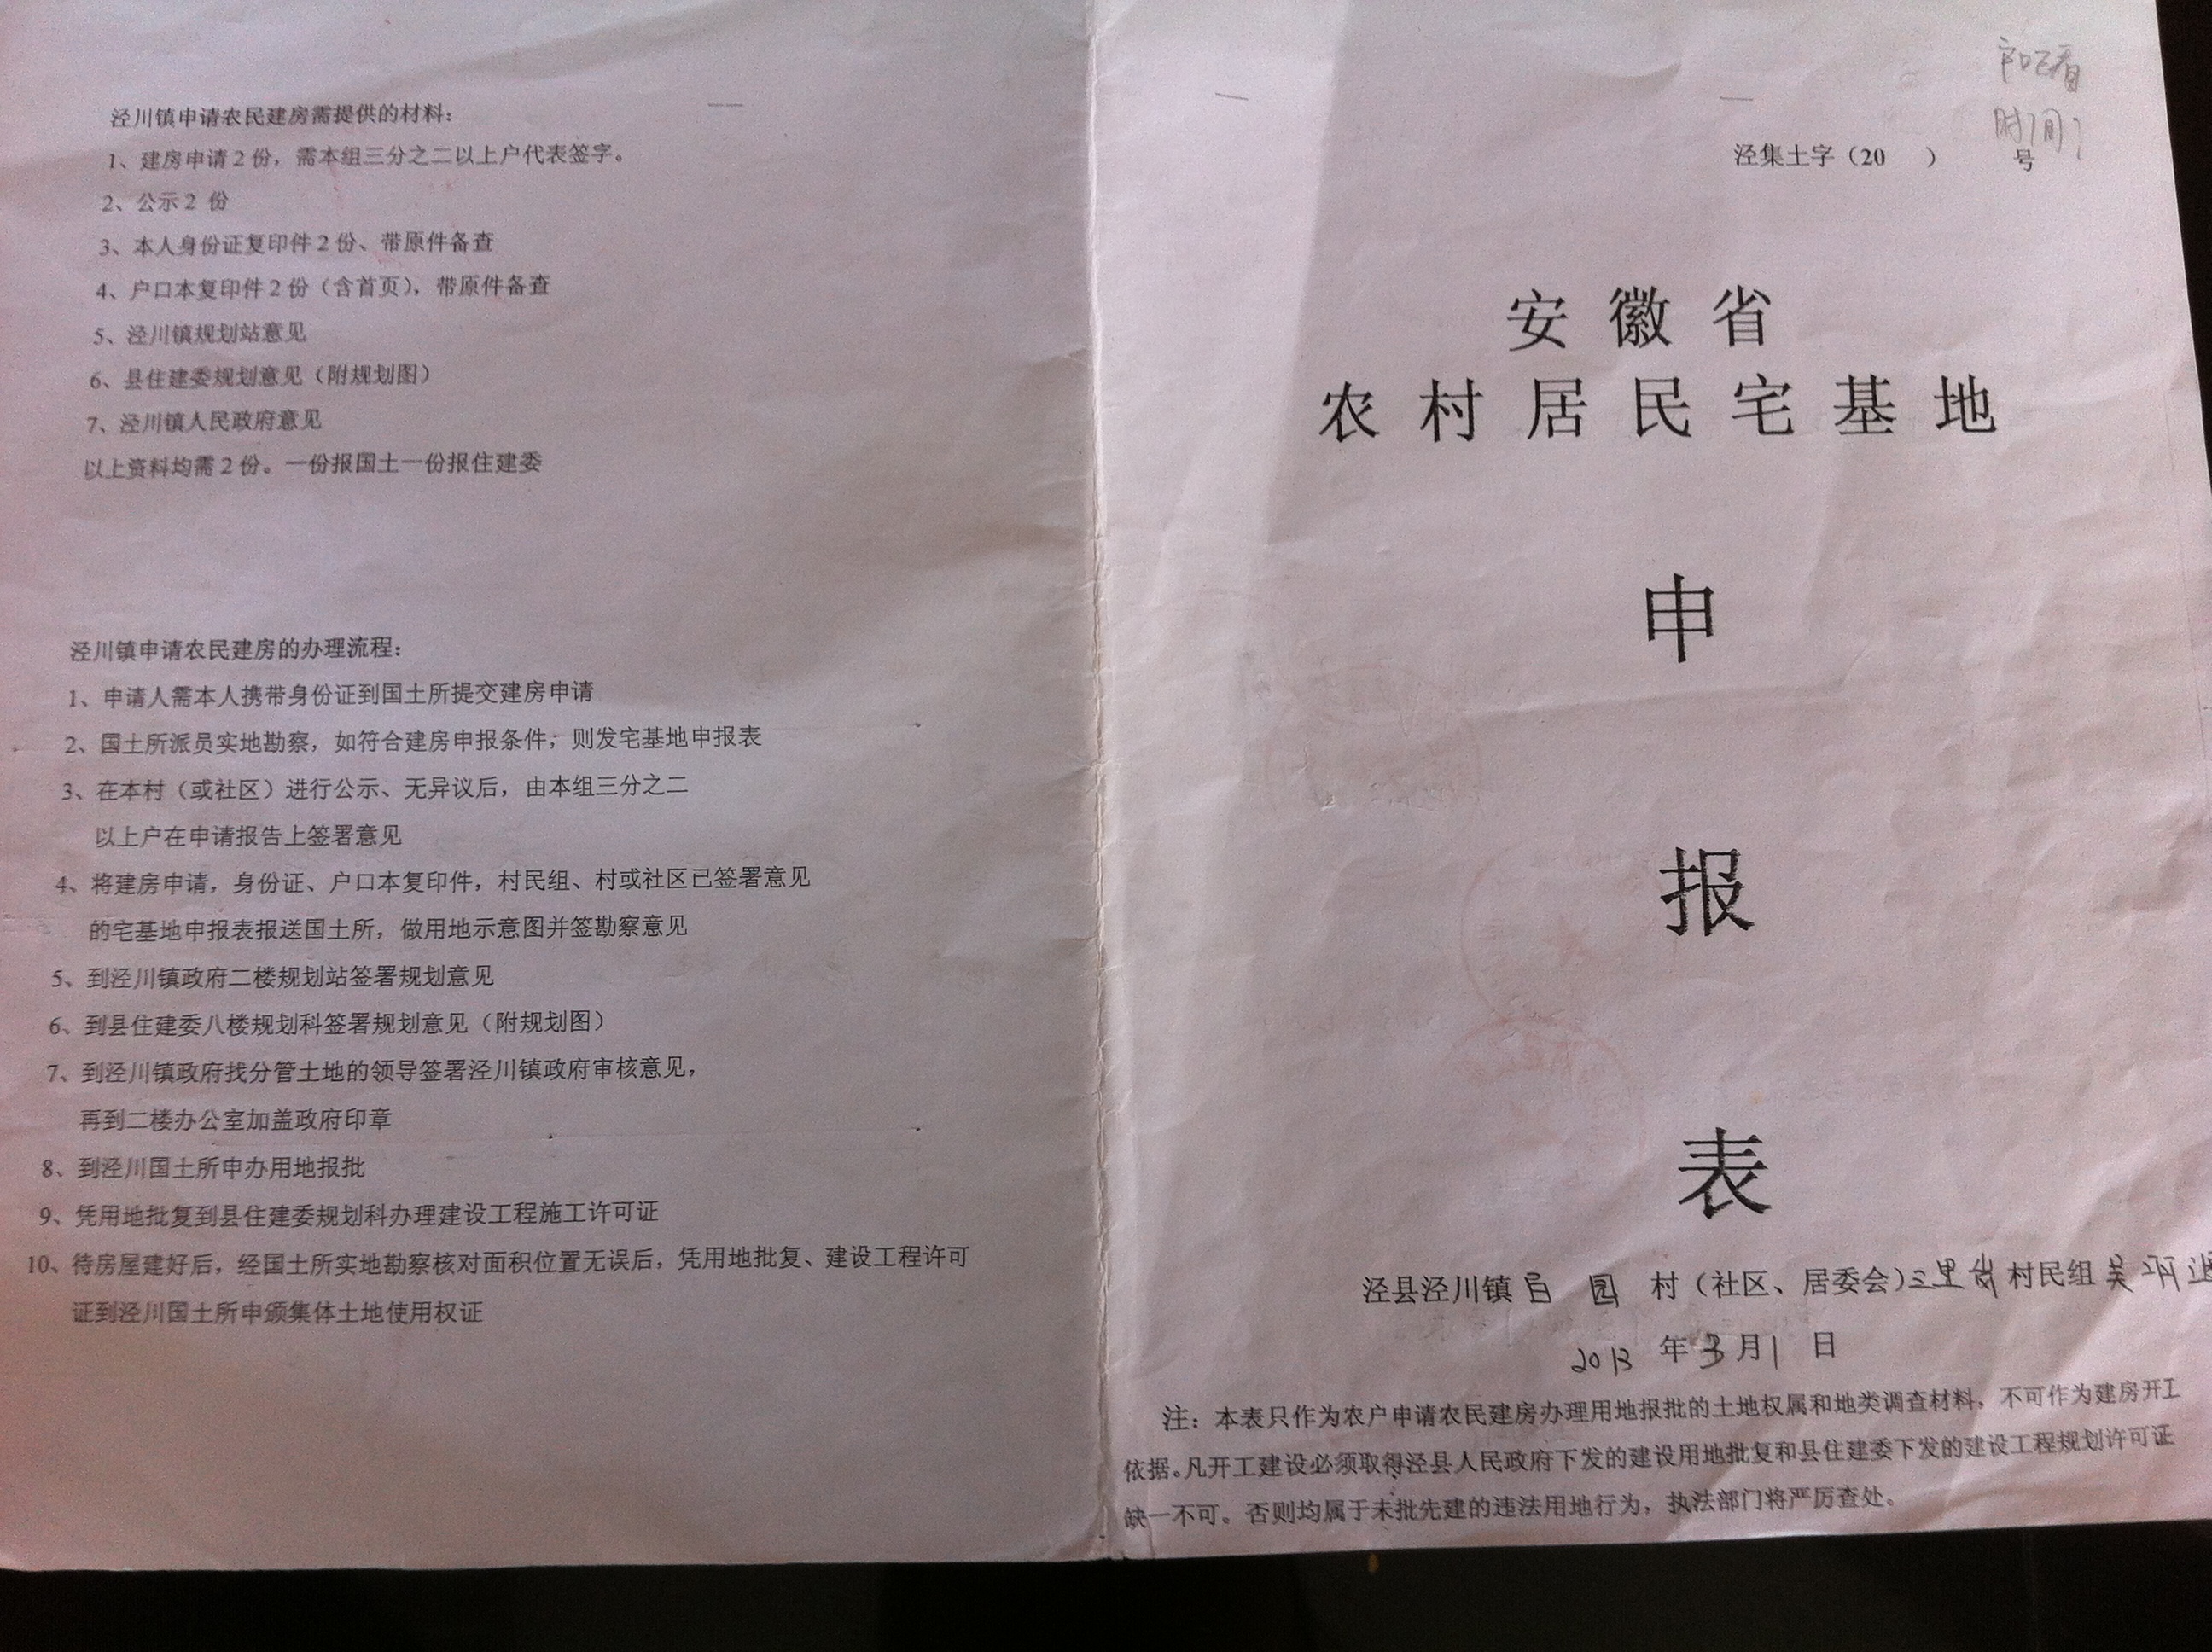 泾川镇申请农民建房需提供的材料：
1、建房申请2份，需本组三分之二以上户代表签字。
2、公示2 份
3、本人身份证复印件2份、带原件备查
4、户口本复印件2份（含首页），带原件备查
5、泾川镇规划站意见
6、县住建委规划意见（附规划图）
7、泾川镇人民政府意见
以上资料均需2份。一份报国土一份报住建委
泾川镇申请农民建房的办理流程：
1、申请人需本人携带身份证到国土所提交建房申请
2、国土所派员实地勘察，如符合建房申报条件，则发宅基地申报表
3、在本村（或社区）进行公示、无异议后，由本组三分之二
以上户在申请报告上签署意见
4、将建房申请，身份证、户口本复印件，村民组、村或社区已签署意见
的宅基地申报表报送国土所，做用地示意图并签勘察意见
5、到泾川镇政府二楼规划站签署规划意见
6、到县住建委八楼规划科签署规划意见（附规划图）
7、到泾川镇政府找分管土地的领导签署泾川镇政府审核意见，
再到二楼办公室加盖政府印章
8、到泾川国土所申办用地报批
9、凭用地批复到县住建委规划科办理建设工程施工许可证
10、待房屋建好后，经国土所实地勘察核对面积位置无误后，凭用地批复、建设工程许可
证到泾川国土所申颁集体土地使用权证
时间
泾集土字（20 ） 号
安徽省
农村居民宅基地
申
报
表
泾县泾川镇 园 村（社区、居委会）三里 村民组 吴
2013 年 3 月 1 日
注：本表只作为农户申请农民建房办理用地报批的土地权属和地类调查材料，不可作为建房开工
依据。凡开工建设必须取得泾县人民政府下发的建设用地批复和县住建委下发的建设工程规划许可证
缺一不可。否则均属于未批先建的违法用地行为，执法部门将严厉查处。